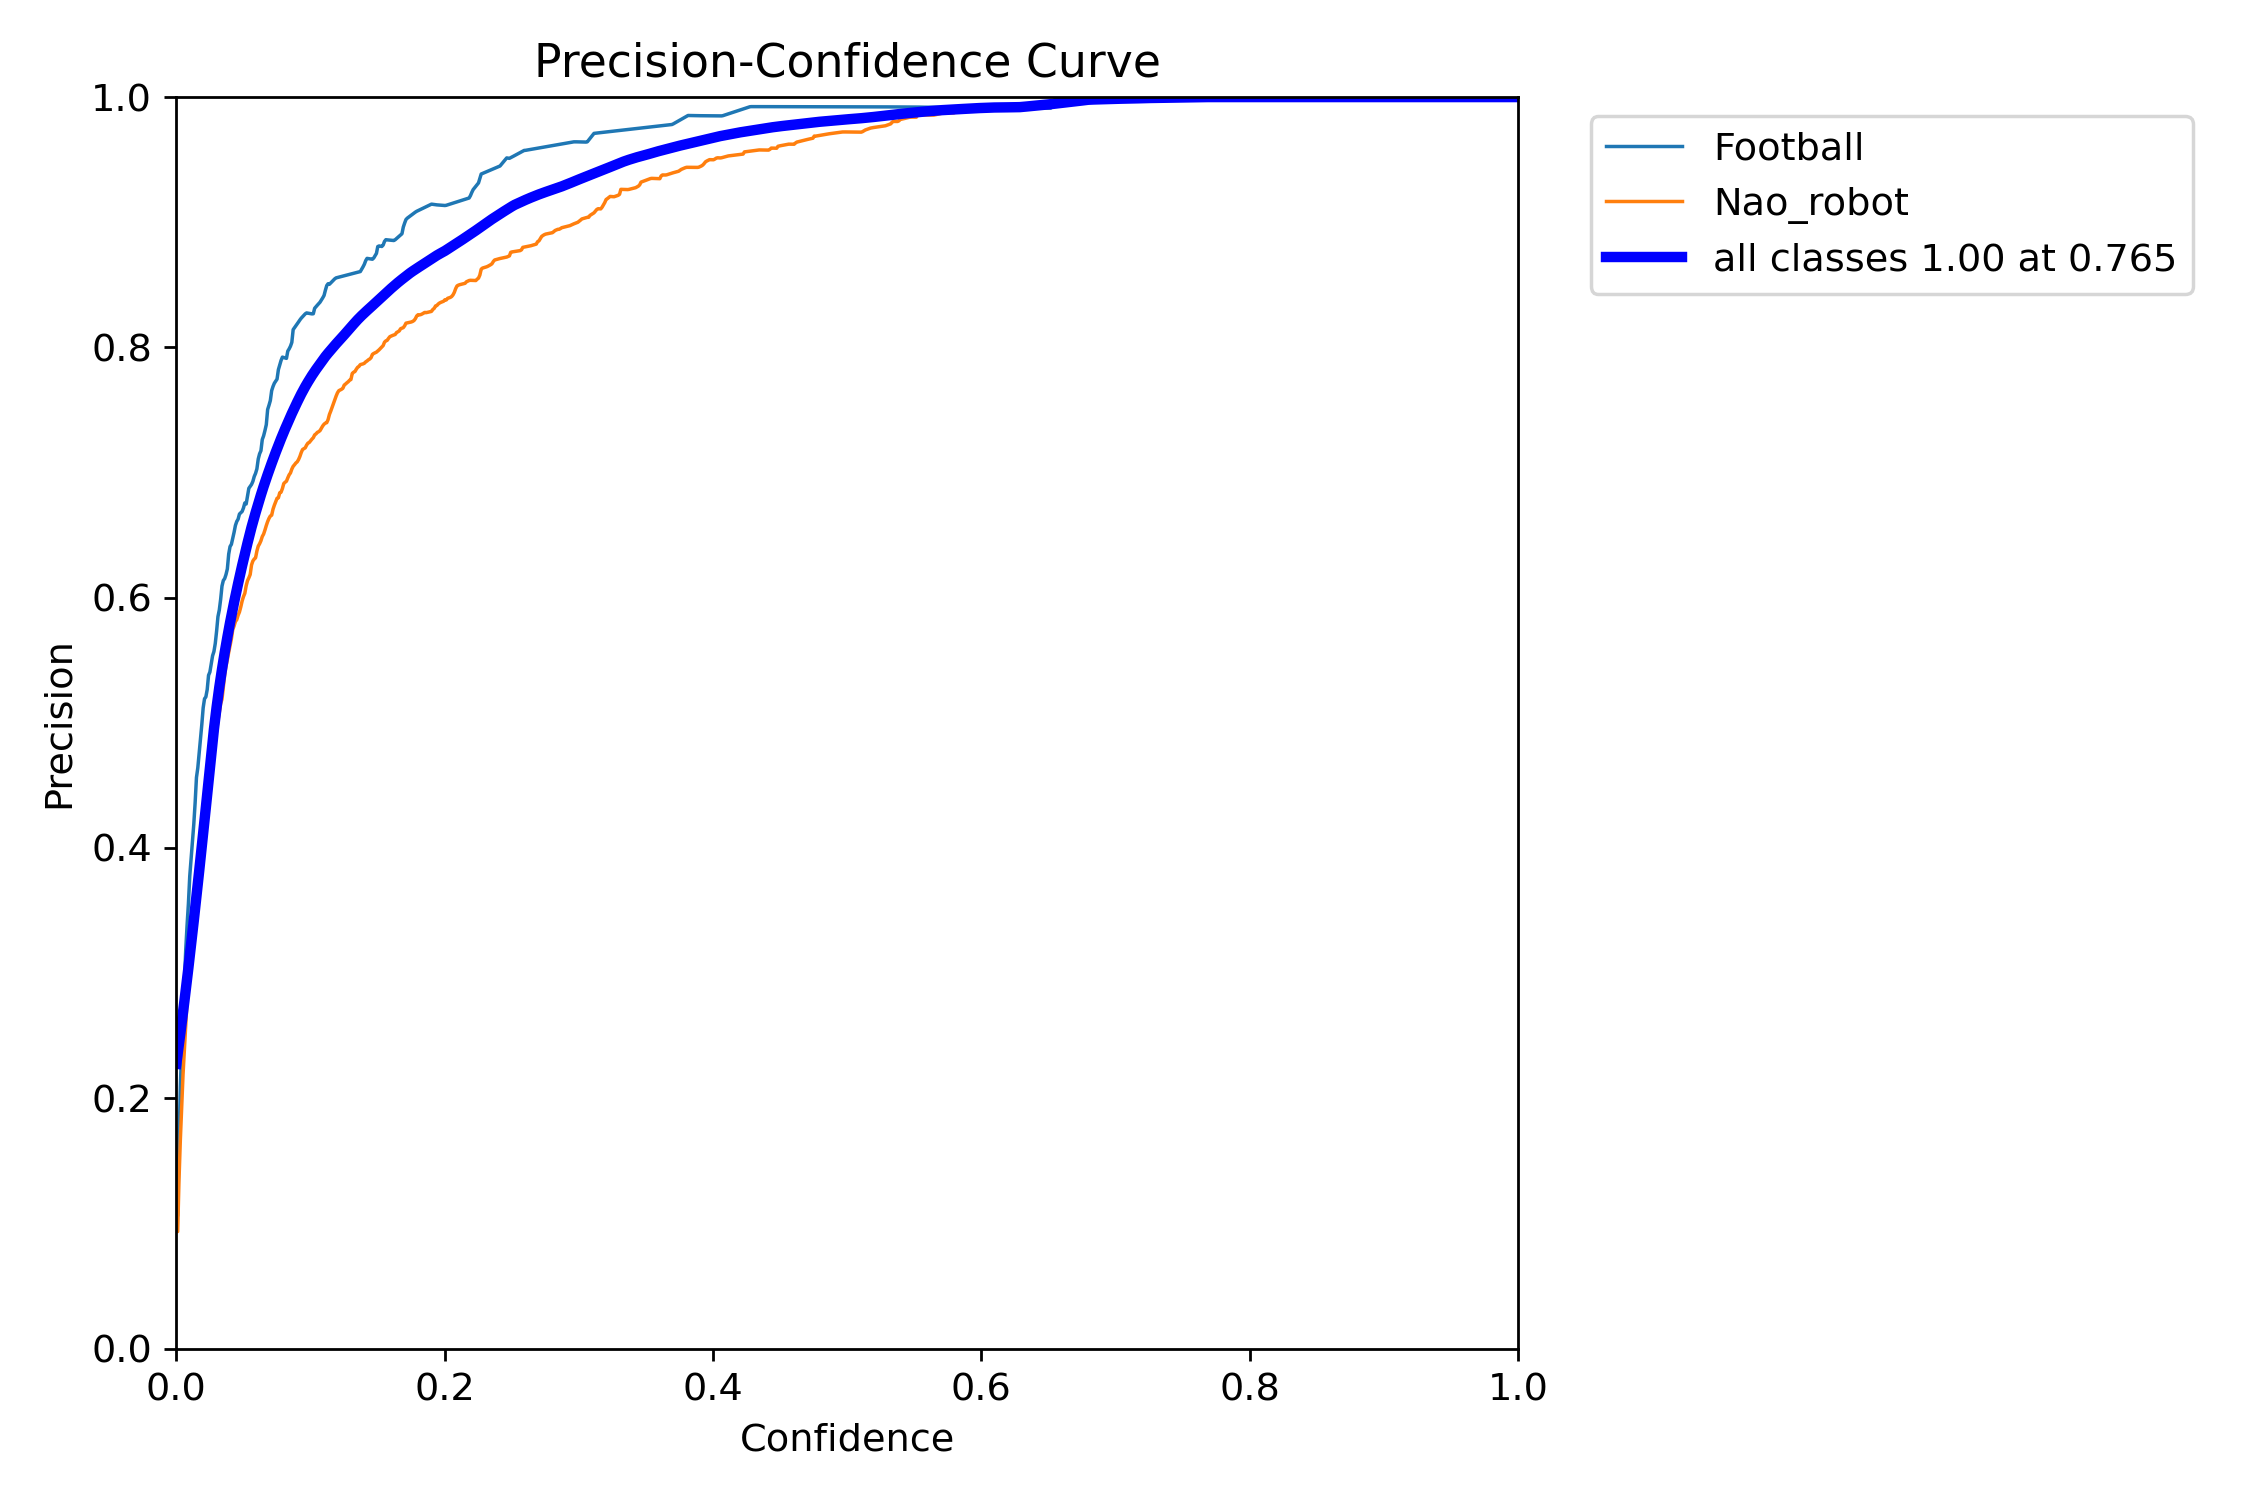 Precision-Confidence Curve
1.0
0.8
0.6
0.4
0.2
0.0
Precision
0.0 0.2 0.4 0.6 0.8 1.0
Confidence
Football
Nao_robot
all classes 1.00 at 0.765